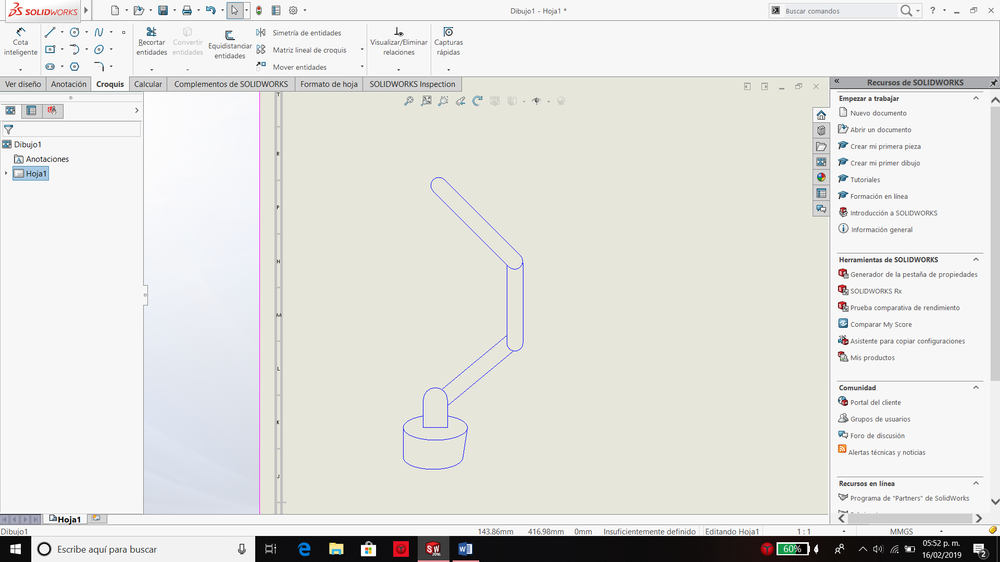 SOLIDWORKS
Dibujo1 - Hoja1 *
Buscar comandos
?
Cota inteligente
Recortar entidades
Convertir entidades
Equidistanciar entidades
Simetría de entidades
Matriz lineal de croquis
Mover entidades
Visualizar/Eliminar relaciones
Capturas rápidas
Ver diseño
Anotación
Croquis
Calcular
Complementos de SOLIDWORKS
Formato de hoja
SOLIDWORKS Inspection
Dibujo1
Anotaciones
Hoja1
T
R
P
N
M
L
K
J
Recursos de SOLIDWORKS
Empezar a trabajar
Nuevo documento
Abrir un documento
Crear mi primera pieza
Crear mi primer dibujo
Tutoriales
Formación en línea
Introducción a SOLIDWORKS
Información general
Herramientas de SOLIDWORKS
Generador de la pestaña de propiedades
SOLIDWORKS Rx
Prueba comparativa de rendimiento
Comparar My Score
Asistente para copiar configuraciones
Mis productos
Comunidad
Portal del cliente
Grupos de usuarios
Foro de discusión
Alertas técnicas y noticias
Recursos en línea
Programa de "Partners" de SolidWorks
Hoja1
Dibujo1
143.86mm
416.98mm
0mm
Insuficientemente definido
Editando Hoja1
1 : 1
MMGS
Escribe aquí para buscar
SW 2016
60%
05:52 p. m.
16/02/2019
2